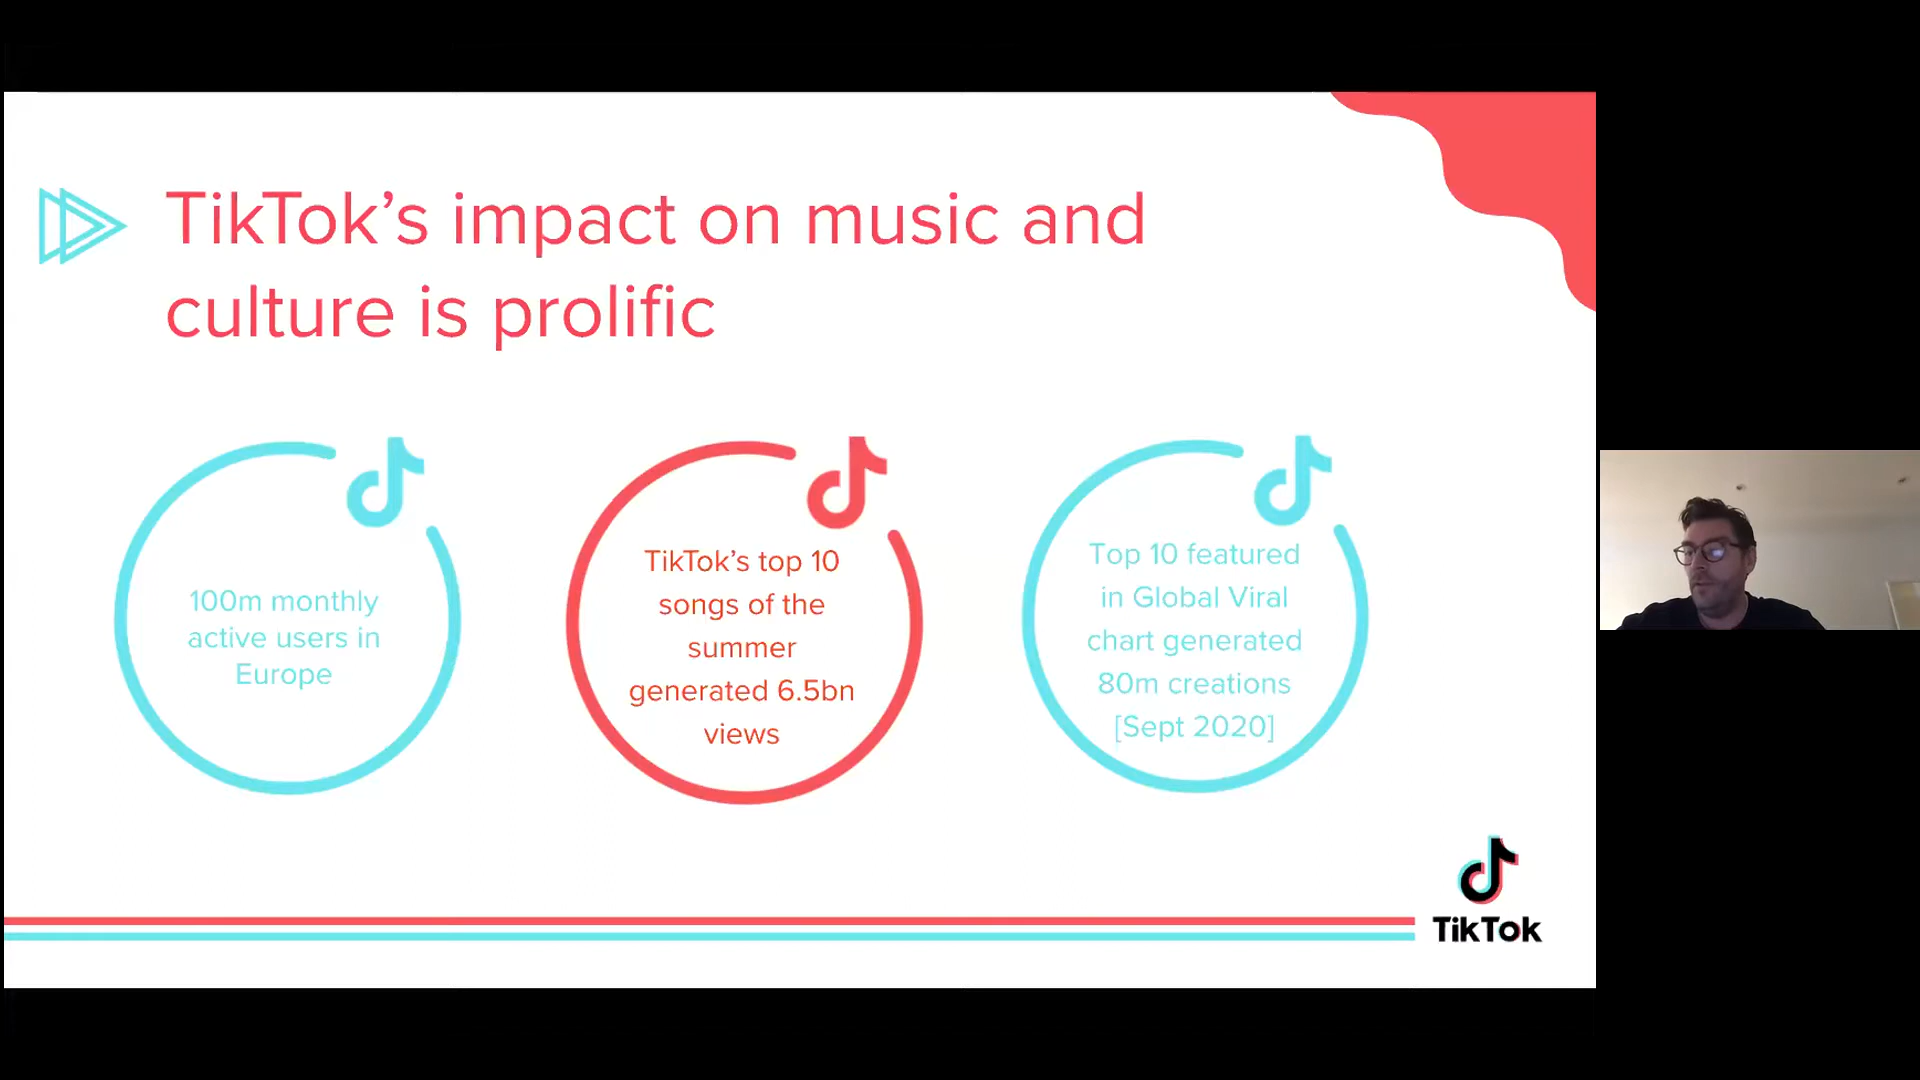 TikTok’s impact on music and
culture is prolific
100m monthly
active users in
Europe
TikTok’s top 10
songs of the
summer
generated 6.5bn
views
Top 10 featured
in Global Viral
chart generated
80m creations
[Sept 2020]
TikTok